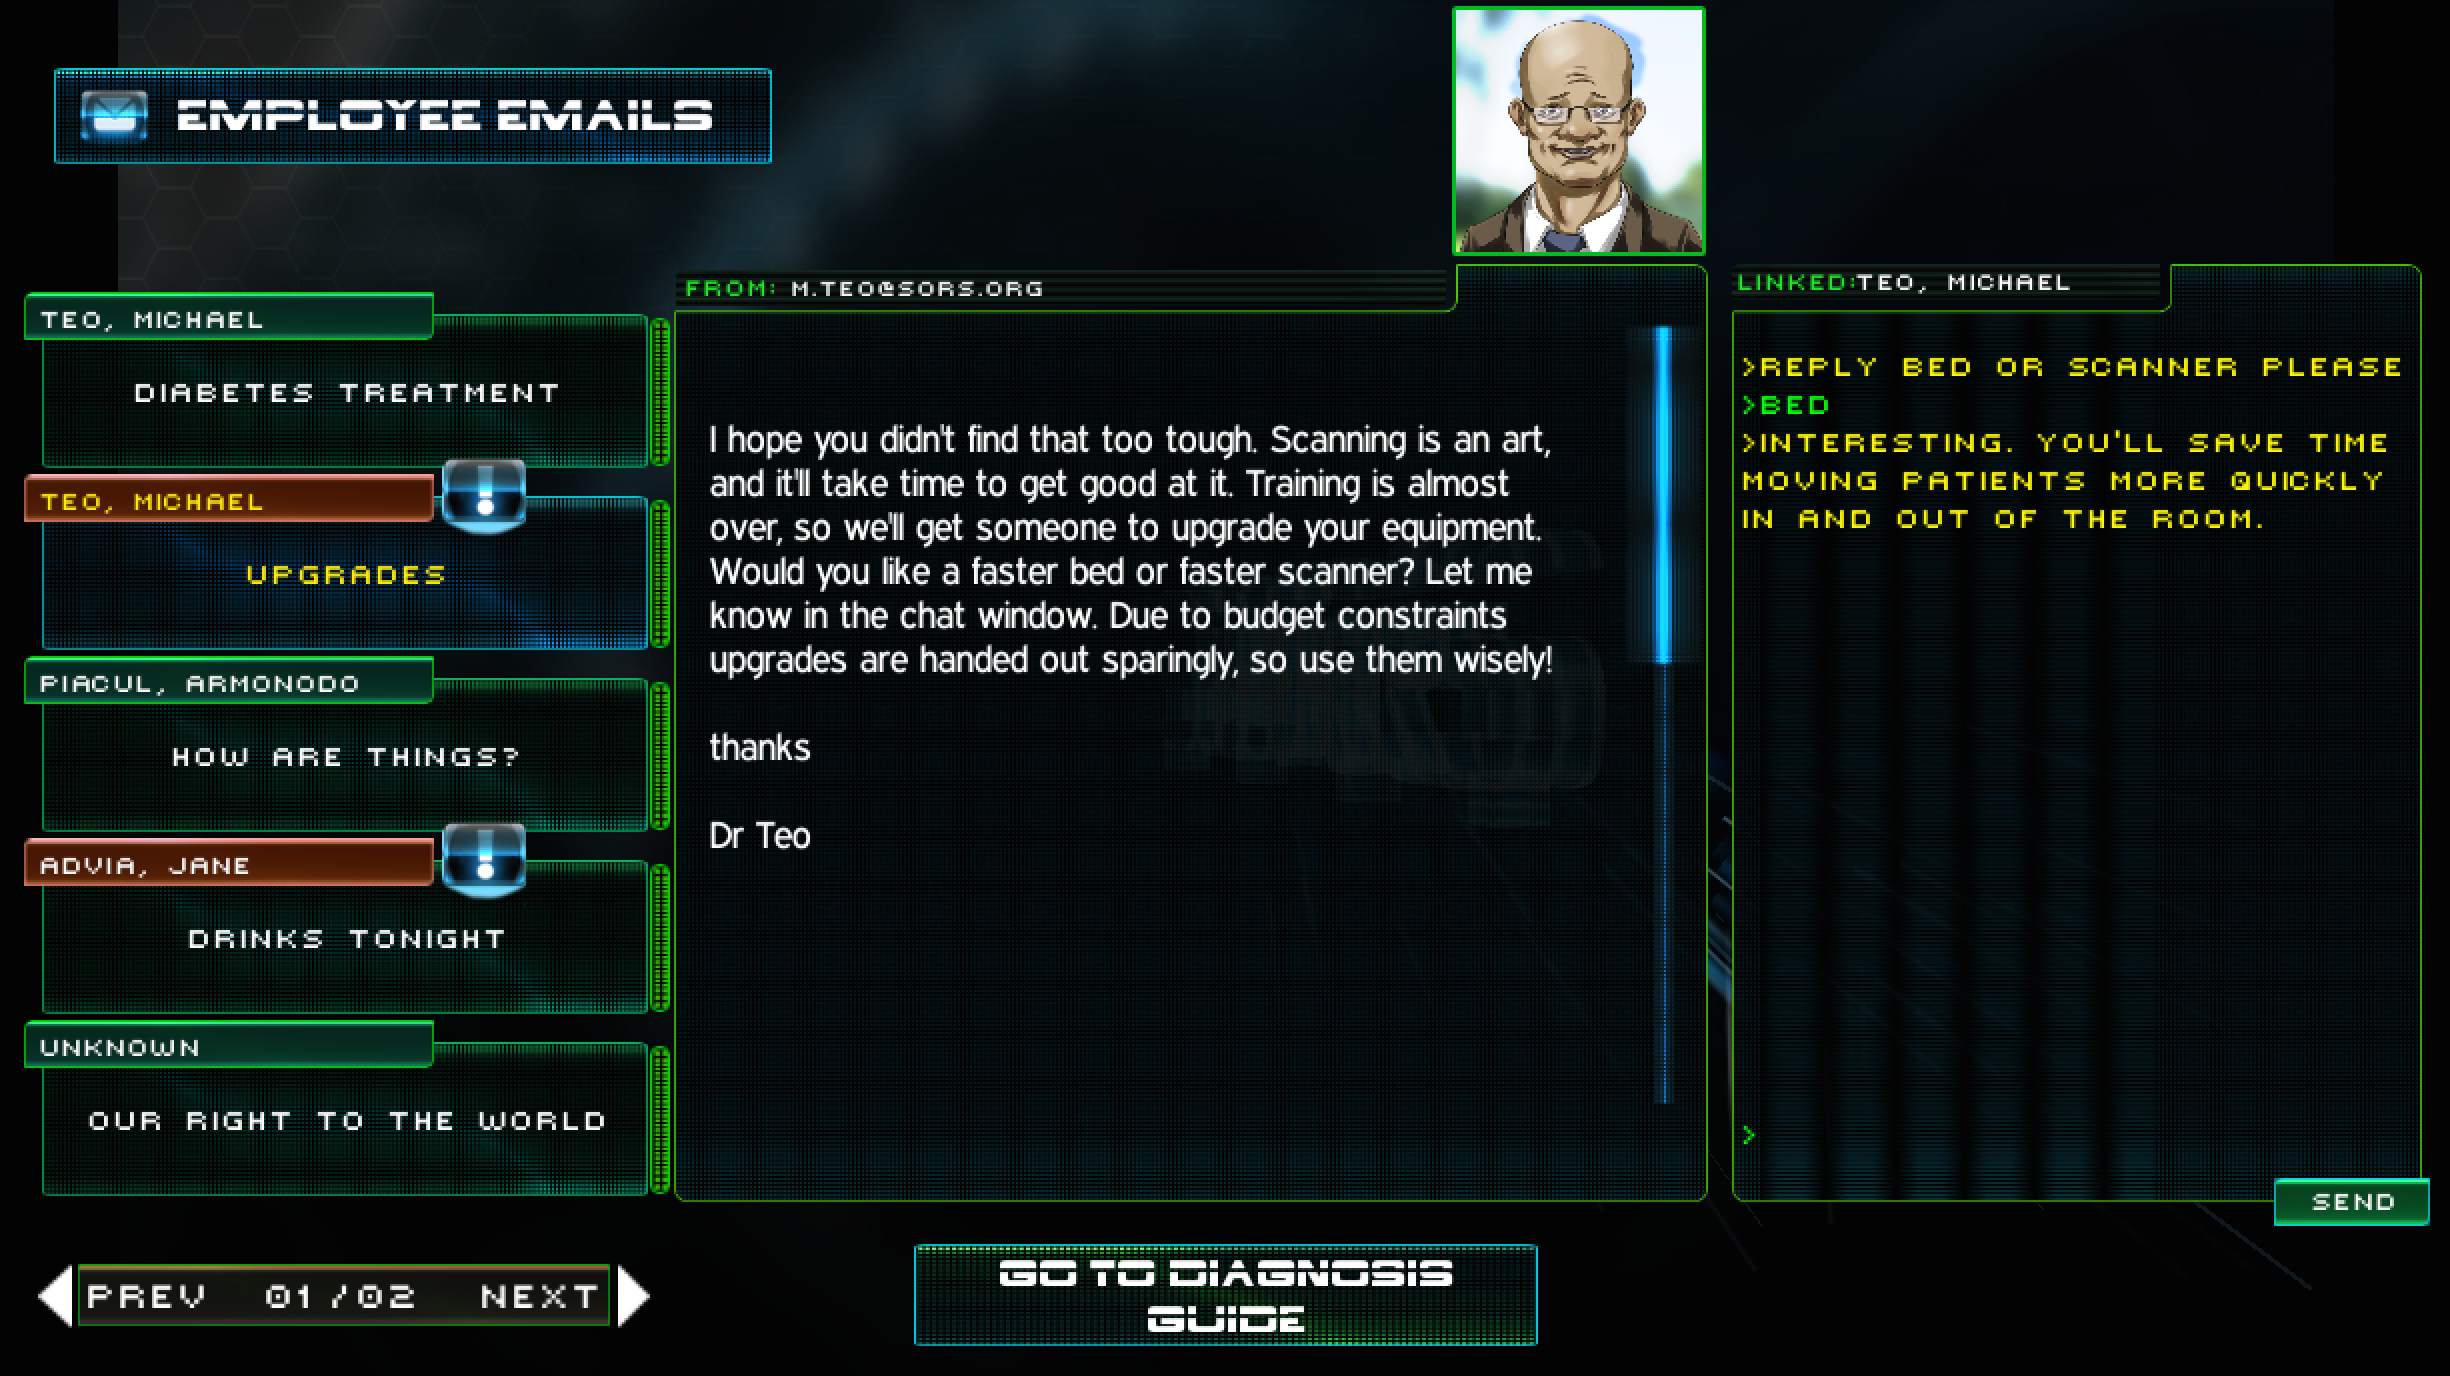 EMPLOYEE EMAILS
TEO, MICHAEL
DIABETES TREATMENT
TEO, MICHAEL
UPGRADES
PIACUL, ARMONODO
HOW ARE THINGS?
ADVIA, JANE
DRINKS TONIGHT
UNKNOWN
OUR RIGHT TO THE WORLD
PREV 01/02 NEXT
FROM: M.TEO@SORS.ORG
I hope you didn't find that too tough. Scanning is an art,
and it'll take time to get good at it. Training is almost
over, so we'll get someone to upgrade your equipment.
Would you like a faster bed or faster scanner? Let me
know in the chat window. Due to budget constraints
upgrades are handed out sparingly, so use them wisely!
thanks
Dr Teo
GO TO DIAGNOSIS
GUIDE
LINKED:TEO, MICHAEL
>REPLY BED OR SCANNER PLEASE
>BED
>INTERESTING. YOU'LL SAVE TIME
MOVING PATIENTS MORE QUICKLY
IN AND OUT OF THE ROOM.
>
SEND